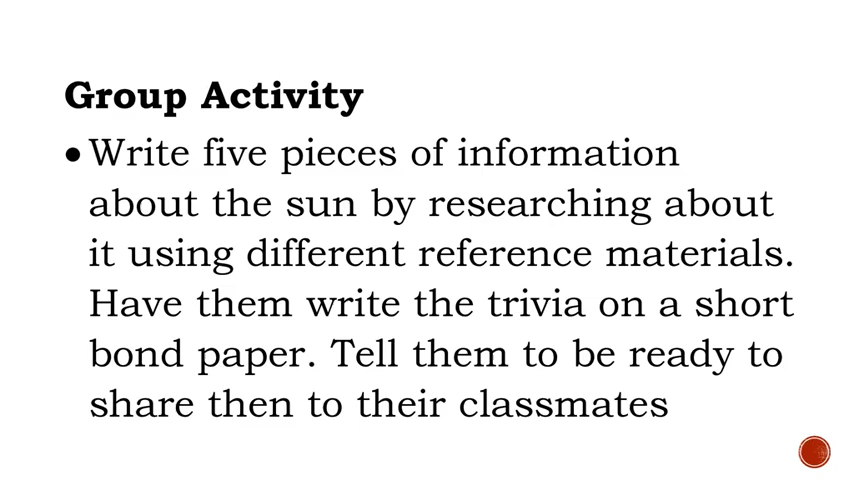 Group Activity
• Write five pieces of information
about the sun by researching about
it using different reference materials.
Have them write the trivia on a short
bond paper. Tell them to be ready to
share then to their classmates